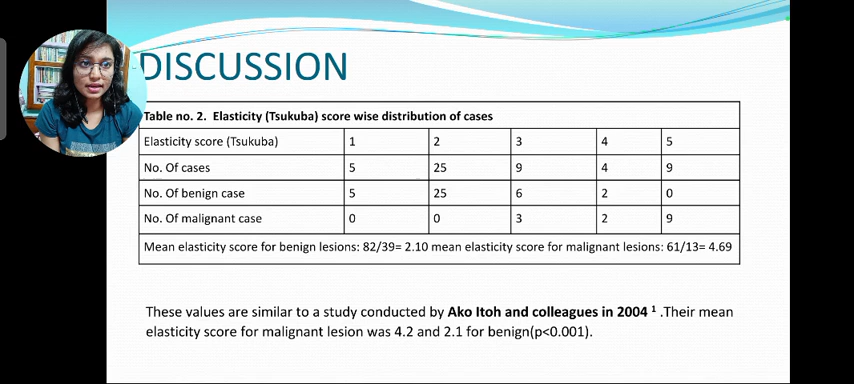 DISCUSSION
Table no. 2. Elasticity (Tsukuba) score wise distribution of cases
Elasticity score (Tsukuba) 1 2 3 4 5
No. Of cases 5 25 9 4 9
No. Of benign case 5 25 6 2 0
No. Of malignant case 0 0 3 2 9
Mean elasticity score for benign lesions: 82/39= 2.10 mean elasticity score for malignant lesions: 61/13= 4.69
These values are similar to a study conducted by Ako Itoh and colleagues in 2004 ¹ .Their mean
elasticity score for malignant lesion was 4.2 and 2.1 for benign(p<0.001).